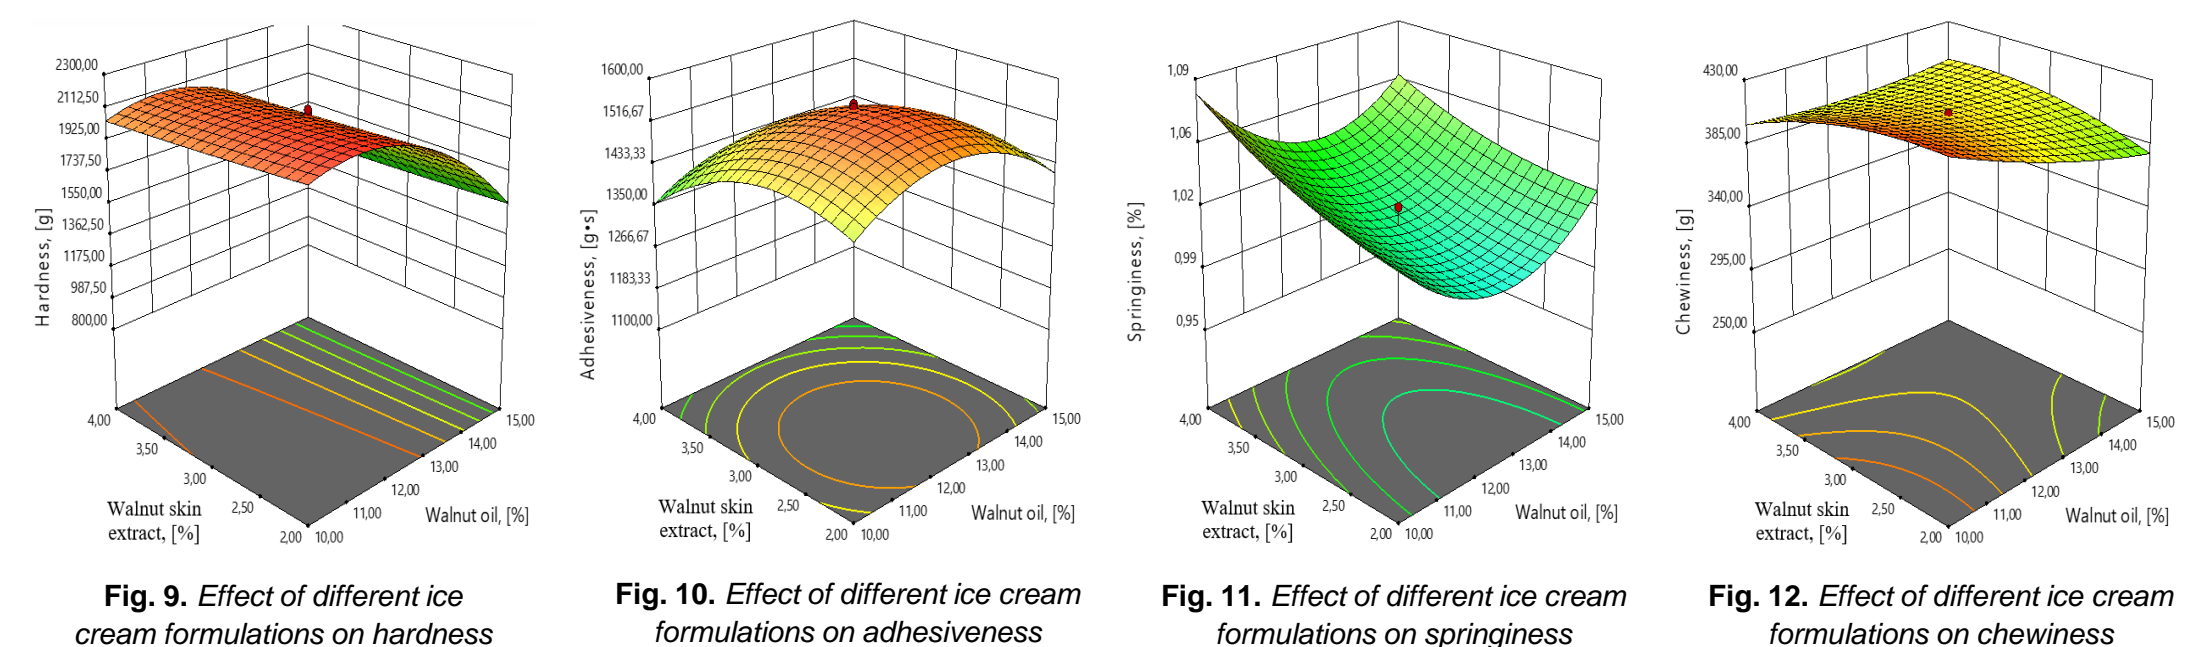 2300,00
2112,50
1925,00
1737,50
1550,00
1362,50
1175,00
987,50
800,00
Hardness, [g]
4,00
3,50
3,00
2,50
2,00
10,00
11,00
12,00
13,00
14,00
15,00
Walnut skin
extract, [%]
Walnut oil, [%]
Fig. 9. Effect of different ice
cream formulations on hardness
1600,00
1516,67
1433,33
1350,00
1266,67
1183,33
1100,00
Adhesiveness, [g•s]
4,00
3,50
3,00
2,50
2,00
10,00
11,00
12,00
13,00
14,00
15,00
Walnut skin
extract, [%]
Walnut oil, [%]
Fig. 10. Effect of different ice cream
formulations on adhesiveness
1,09
1,06
1,02
0,99
0,95
Springiness, [%]
4,00
3,50
3,00
2,50
2,00
10,00
11,00
12,00
13,00
14,00
15,00
Walnut skin
extract, [%]
Walnut oil, [%]
Fig. 11. Effect of different ice cream
formulations on springiness
430,00
385,00
340,00
295,00
250,00
Chewiness, [g]
4,00
3,50
3,00
2,50
2,00
10,00
11,00
12,00
13,00
14,00
15,00
Walnut skin
extract, [%]
Walnut oil, [%]
Fig. 12. Effect of different ice cream
formulations on chewiness